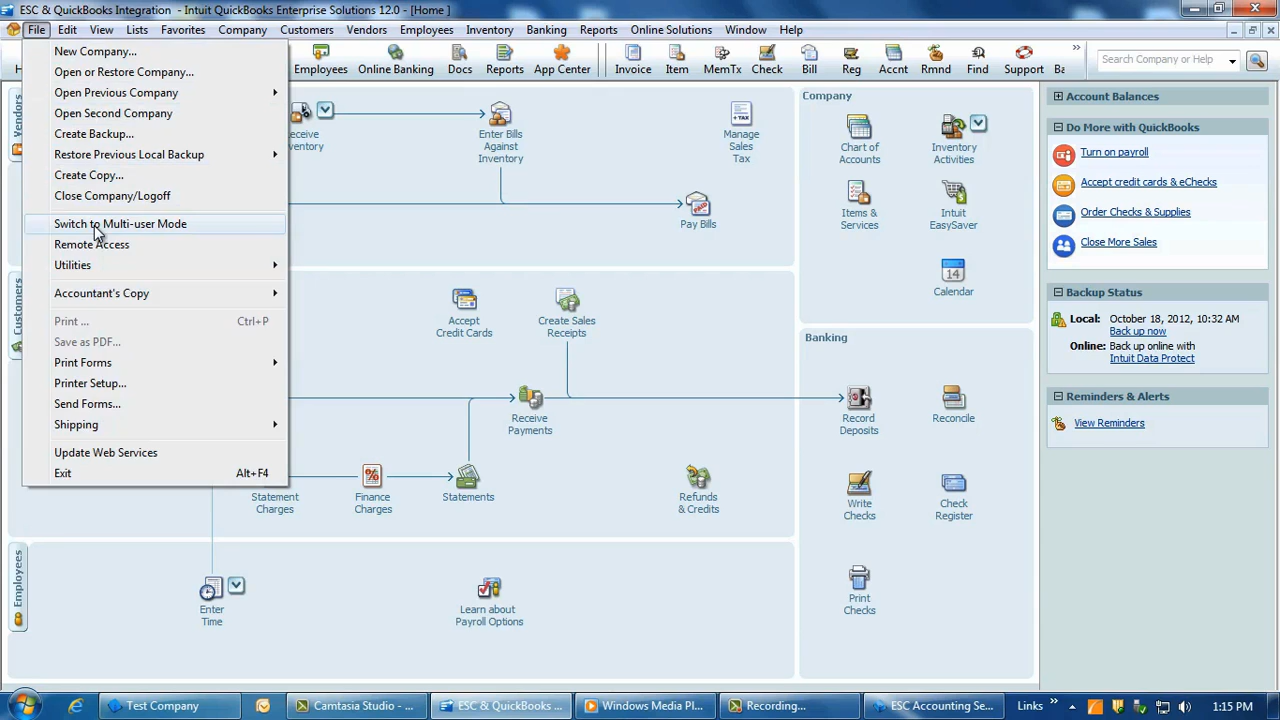 ESC & QuickBooks Integration - Intuit QuickBooks Enterprise Solutions 12.0 - [Home ]
File Edit View Lists Favorites Company Customers Vendors Employees Inventory Banking Reports Online Solutions Window Help
Employees Online Banking Docs Reports App Center Invoice Item MemTx Check Bill Reg Accnt Rmnd Find Support Ba
Search Company or Help
New Company...
Open or Restore Company...
Open Previous Company
Open Second Company
Create Backup...
Restore Previous Local Backup
Create Copy...
Close Company/Logoff
Switch to Multi-user Mode
Remote Access
Utilities
Accountant's Copy
Print ... Ctrl+P
Save as PDF...
Print Forms
Printer Setup...
Send Forms...
Shipping
Update Web Services
Exit Alt+F4
Vendors
Enter Bills
Against
Inventory
Manage
Sales
Tax
Pay Bills
Customers
Accept
Credit Cards
Create Sales
Receipts
Receive
Payments
Statement
Charges
Finance
Charges
Statements
Refunds
& Credits
Employees
Enter
Time
Learn about
Payroll Options
Company
Chart of
Accounts
Inventory
Activities
Items &
Services
Intuit
EasySaver
14
Calendar
Banking
Record
Deposits
Reconcile
Write
Checks
Check
Register
Print
Checks
Account Balances
Do More with QuickBooks
Turn on payroll
Accept credit cards & eChecks
Order Checks & Supplies
Close More Sales
Backup Status
Local: October 18, 2012, 10:32 AM
Back up now
Online: Back up online with
Intuit Data Protect
Reminders & Alerts
View Reminders
Test Company Camtasia Studio - ... ESC & QuickBooks ... Windows Media Pl... Recording... ESC Accounting Se... Links 1:15 PM